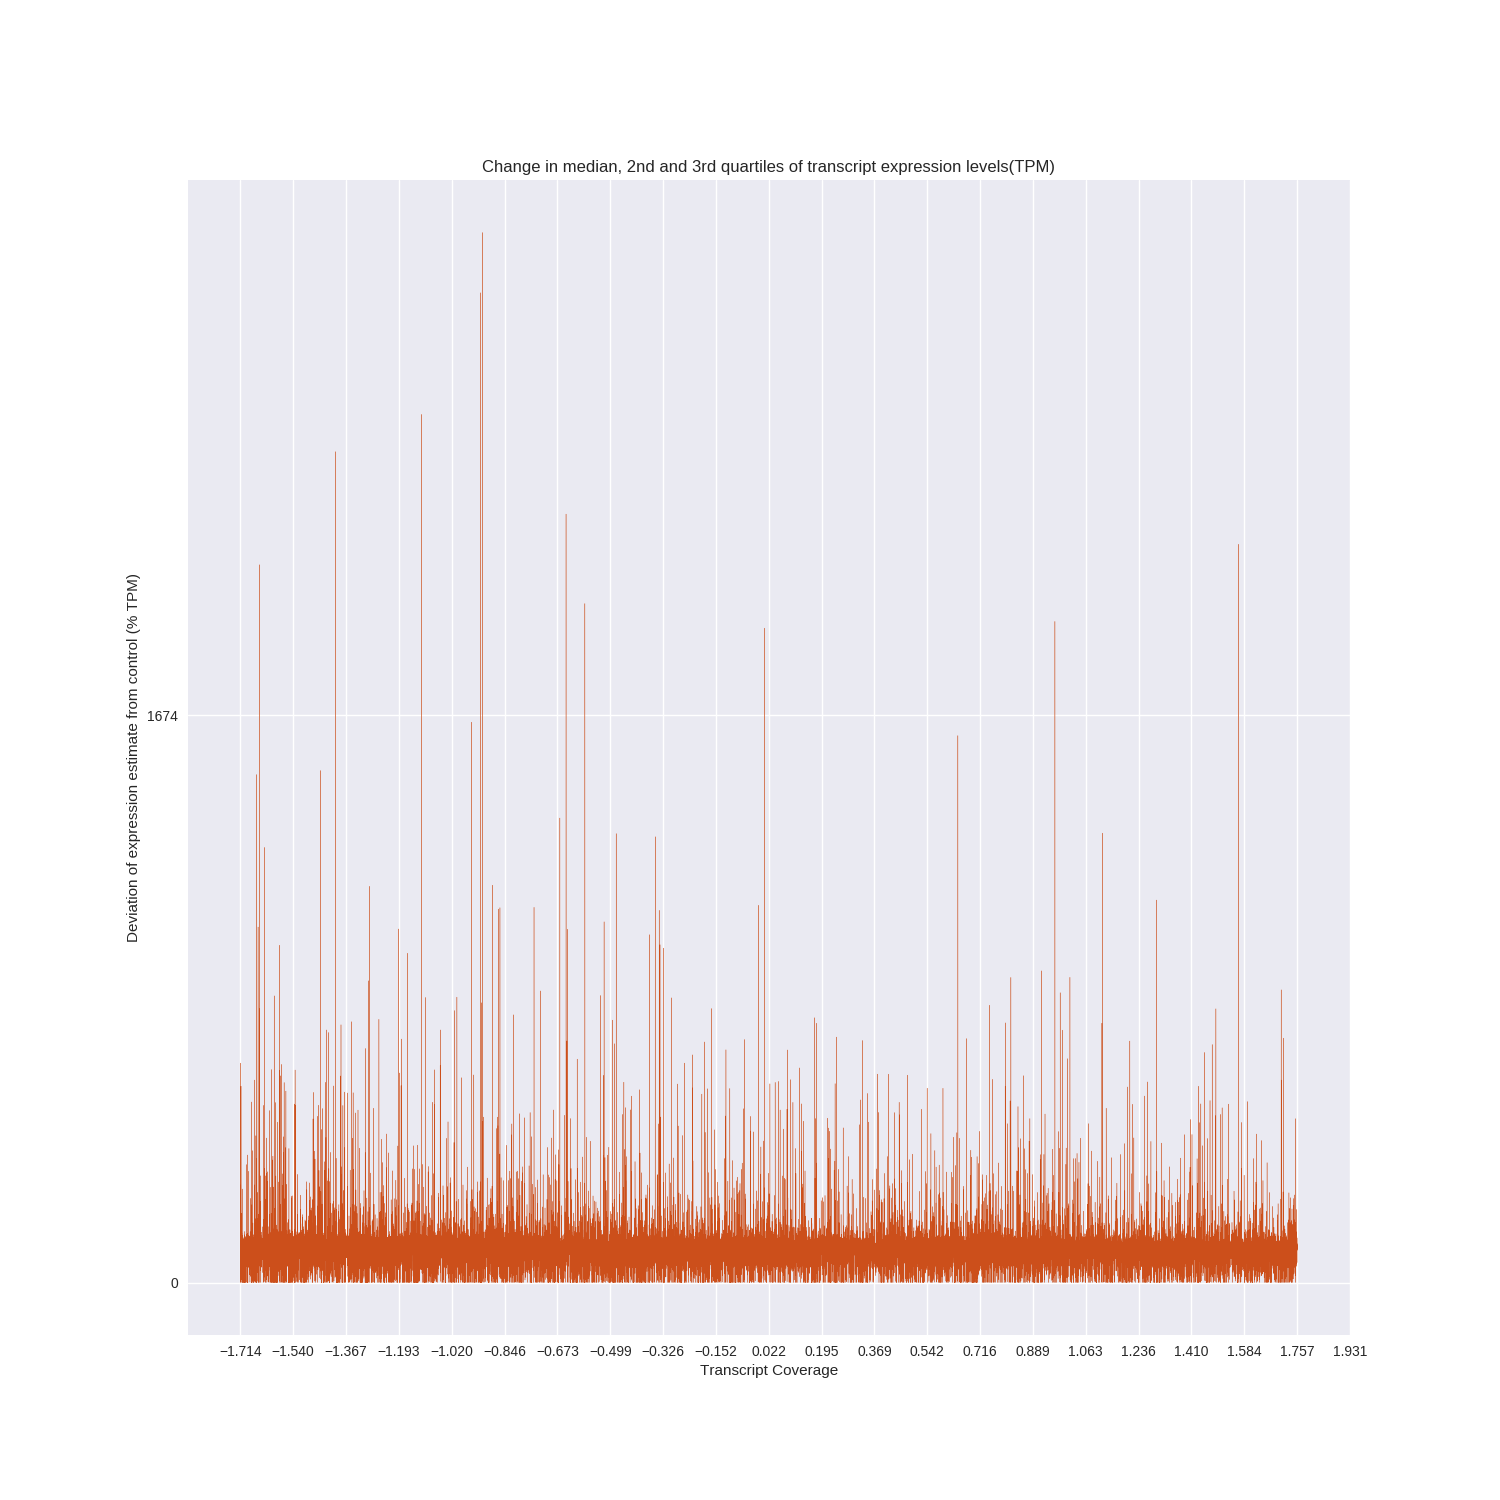 Change in median, 2nd and 3rd quartiles of transcript expression levels(TPM)
Deviation of expression estimate from control (% TPM)
1674
0
−1.714 −1.540 −1.367 −1.193 −1.020 −0.846 −0.673 −0.499 −0.326 −0.152 0.022 0.195 0.369 0.542 0.716 0.889 1.063 1.236 1.410 1.584 1.757 1.931
Transcript Coverage